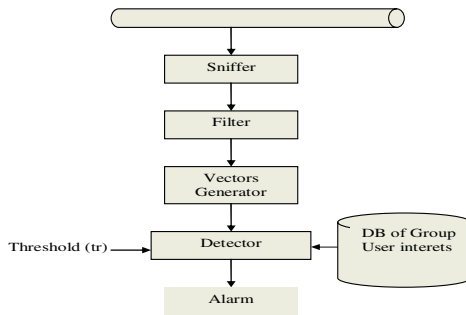 Sniffer
Filter
Vectors
Generator
Threshold (tr)
Detector
DB of Group
User interets
Alarm